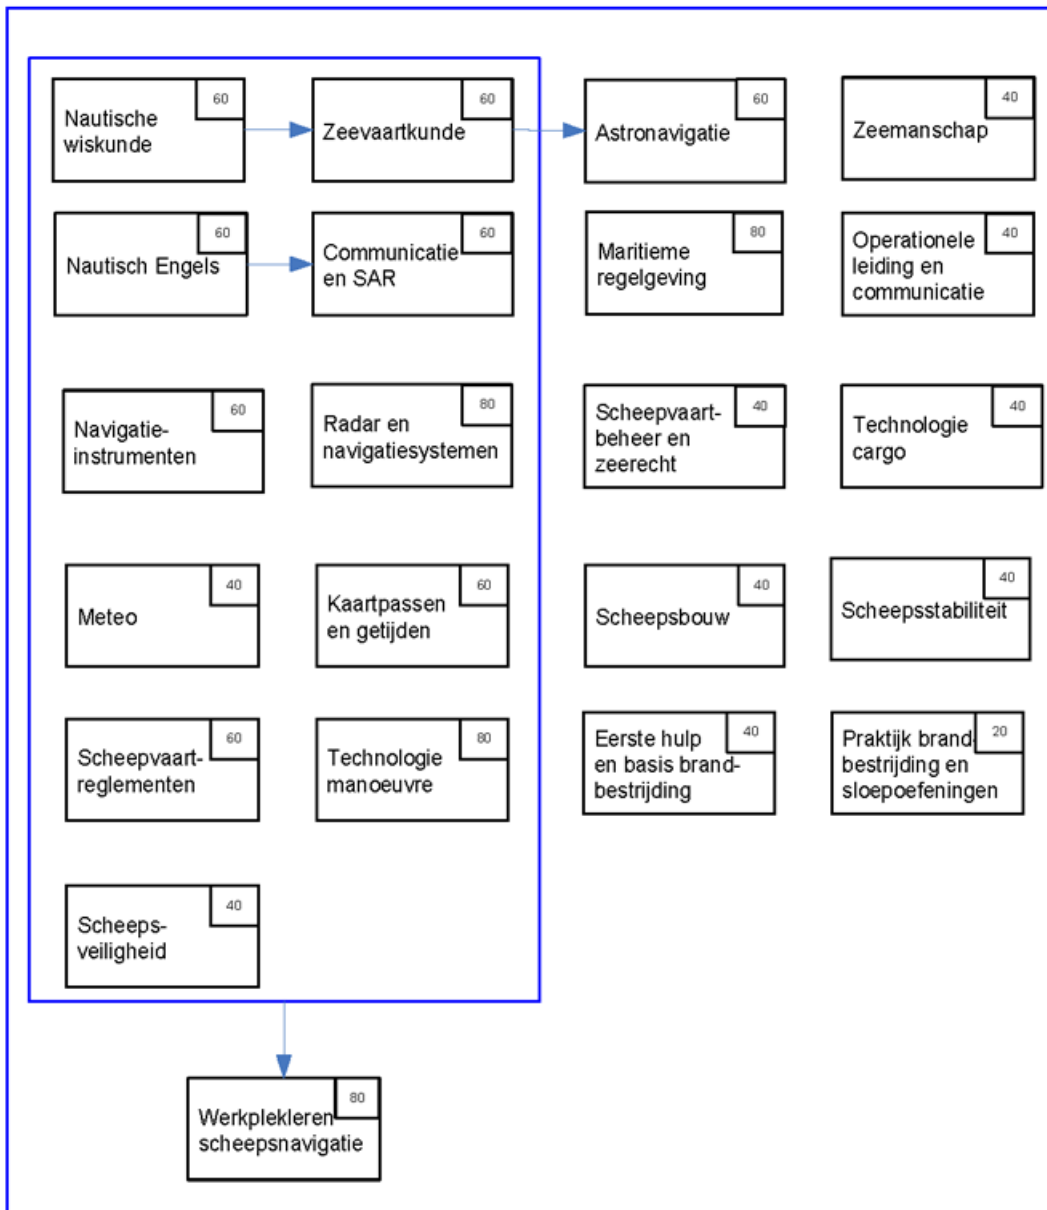 60
Nautische
wiskunde
60
Zeevaartkunde
60
Astronavigatie
40
Zeemanschap
60
Nautisch Engels
60
Communicatie
en SAR
80
Maritieme
regelgeving
40
Operationele
leiding en
communicatie
60
Navigatie-
instrumenten
80
Radar en
navigatiesystemen
40
Scheepvaart-
beheer en
zeerecht
40
Technologie
cargo
40
Meteo
60
Kaartpassen
en getijden
40
Scheepsbouw
40
Scheepsstabiliteit
60
Scheepvaart-
reglementen
80
Technologie
manoeuvre
40
Eerste hulp
en basis brand-
bestrijding
20
Praktijk brand-
bestrijding en
sloepoefeningen
40
Scheeps-
veiligheid
80
Werkplekleren
scheepsnavigatie